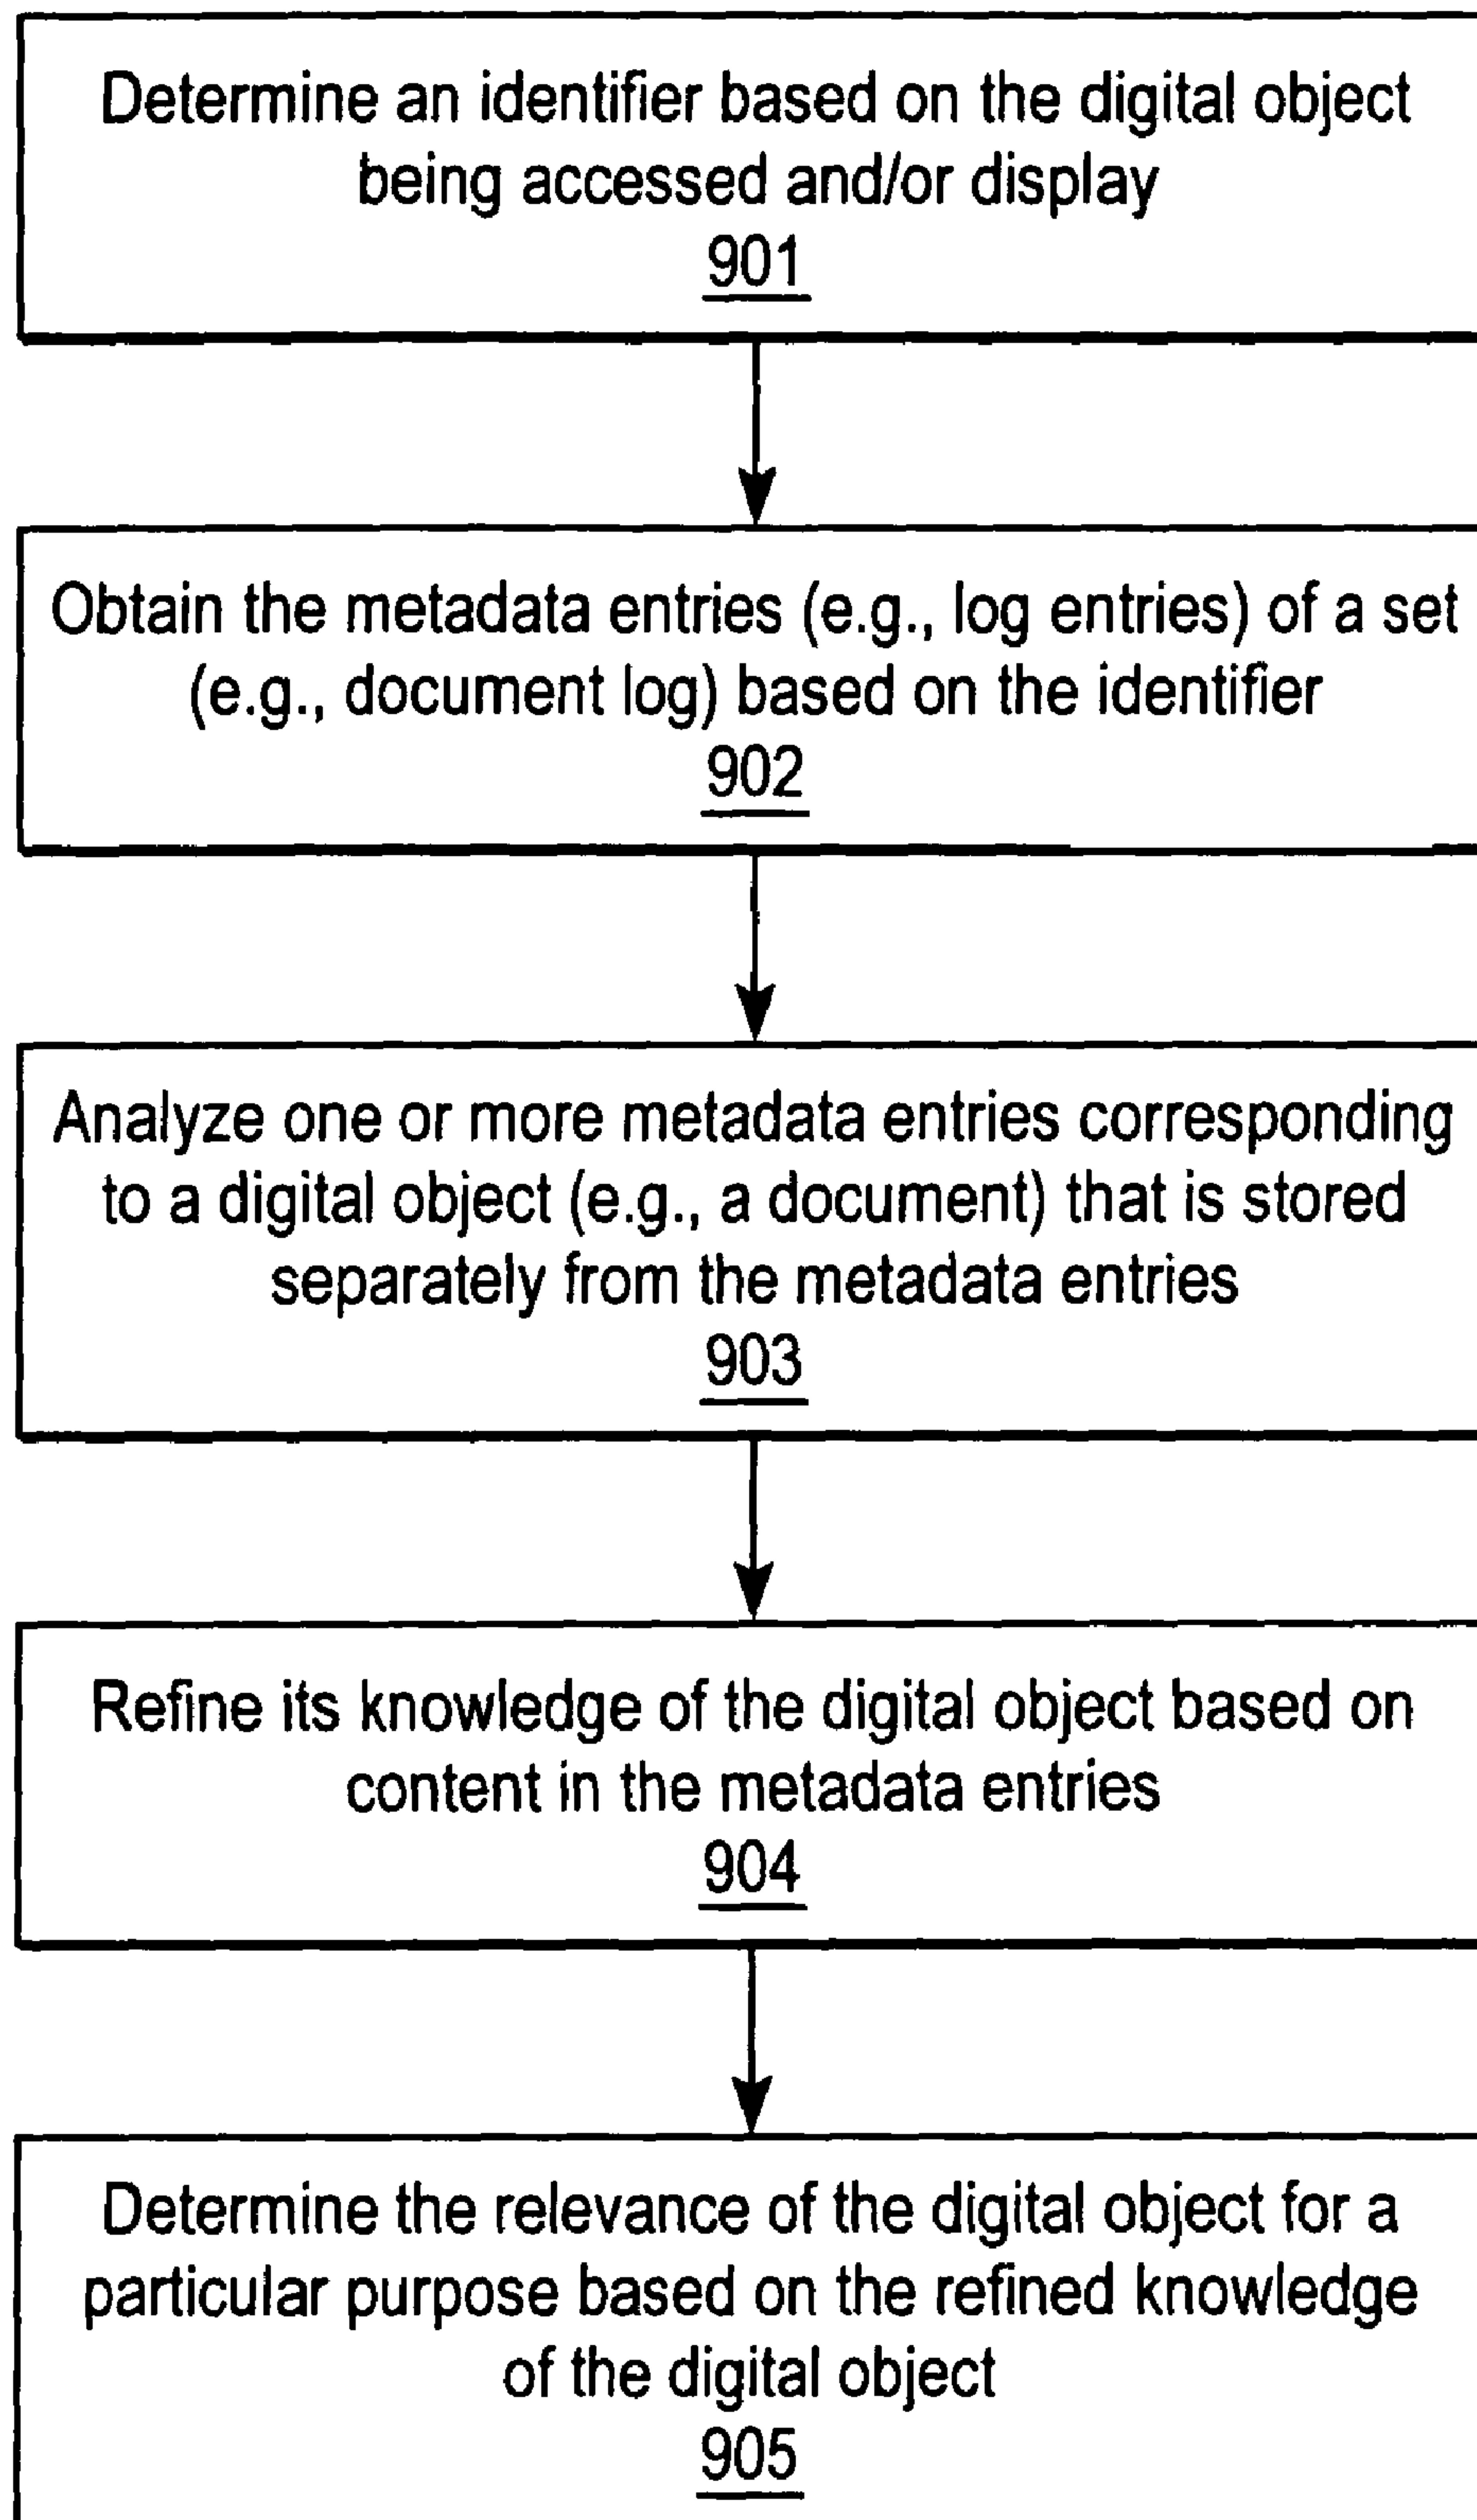 Determine an identifier based on the digital object
being accessed and/or display
901
Obtain the metadata entries (e.g., log entries) of a set
(e.g., document log) based on the identifier
902
Analyze one or more metadata entries corresponding
to a digital object (e.g., a document) that is stored
separately from the metadata entries
903
Refine its knowledge of the digital object based on
content in the metadata entries
904
Determine the relevance of the digital object for a
particular purpose based on the refined knowledge
of the digital object
905